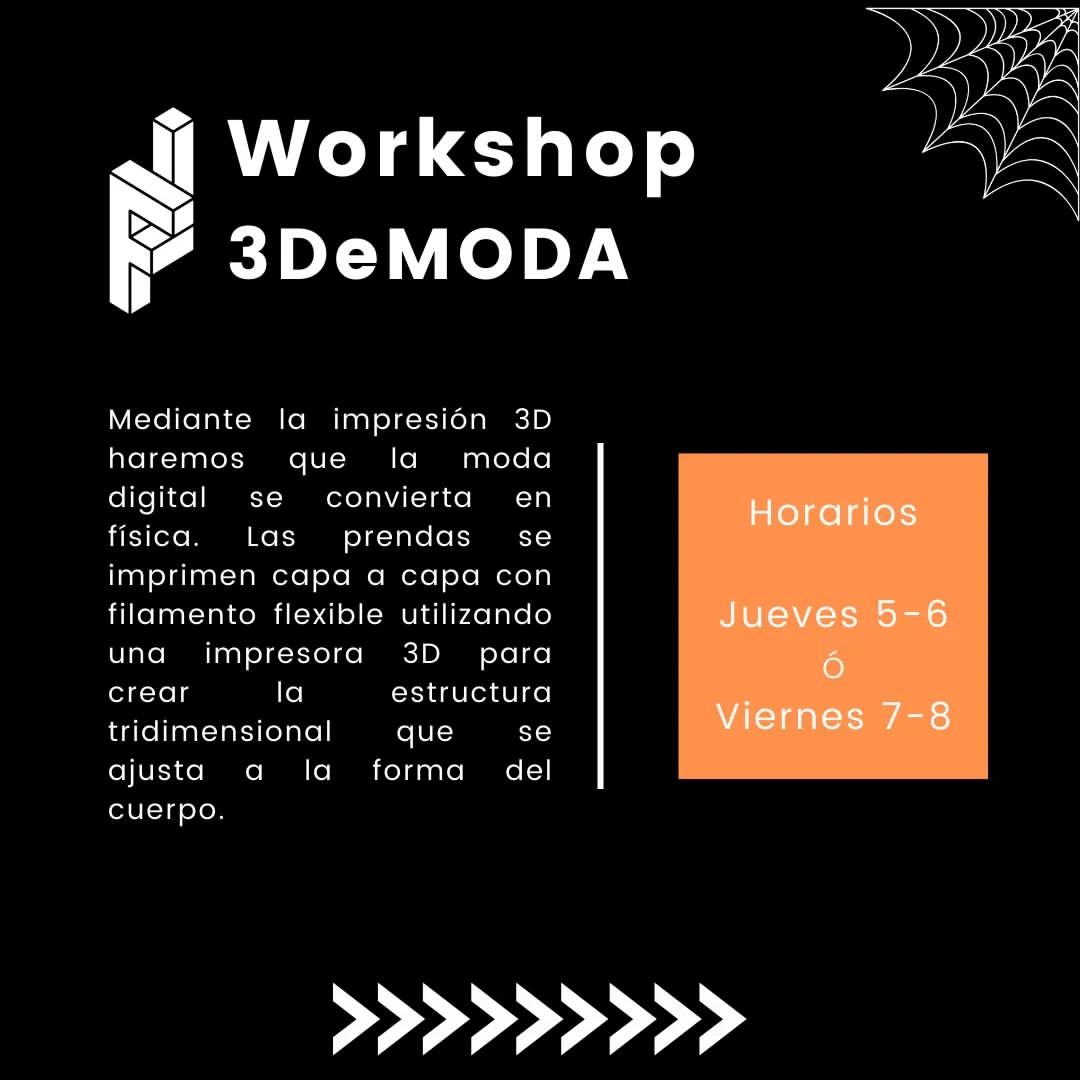 Workshop
3DeMODA
Mediante la impresión 3D
haremos que la moda
digital se convierta en
física. Las prendas se
imprimen capa a capa con
filamento flexible utilizando
una impresora 3D para
crear la estructura
tridimensional que se
ajusta a la forma del
cuerpo.
Horarios
Jueves 5-6
Ó
Viernes 7-8